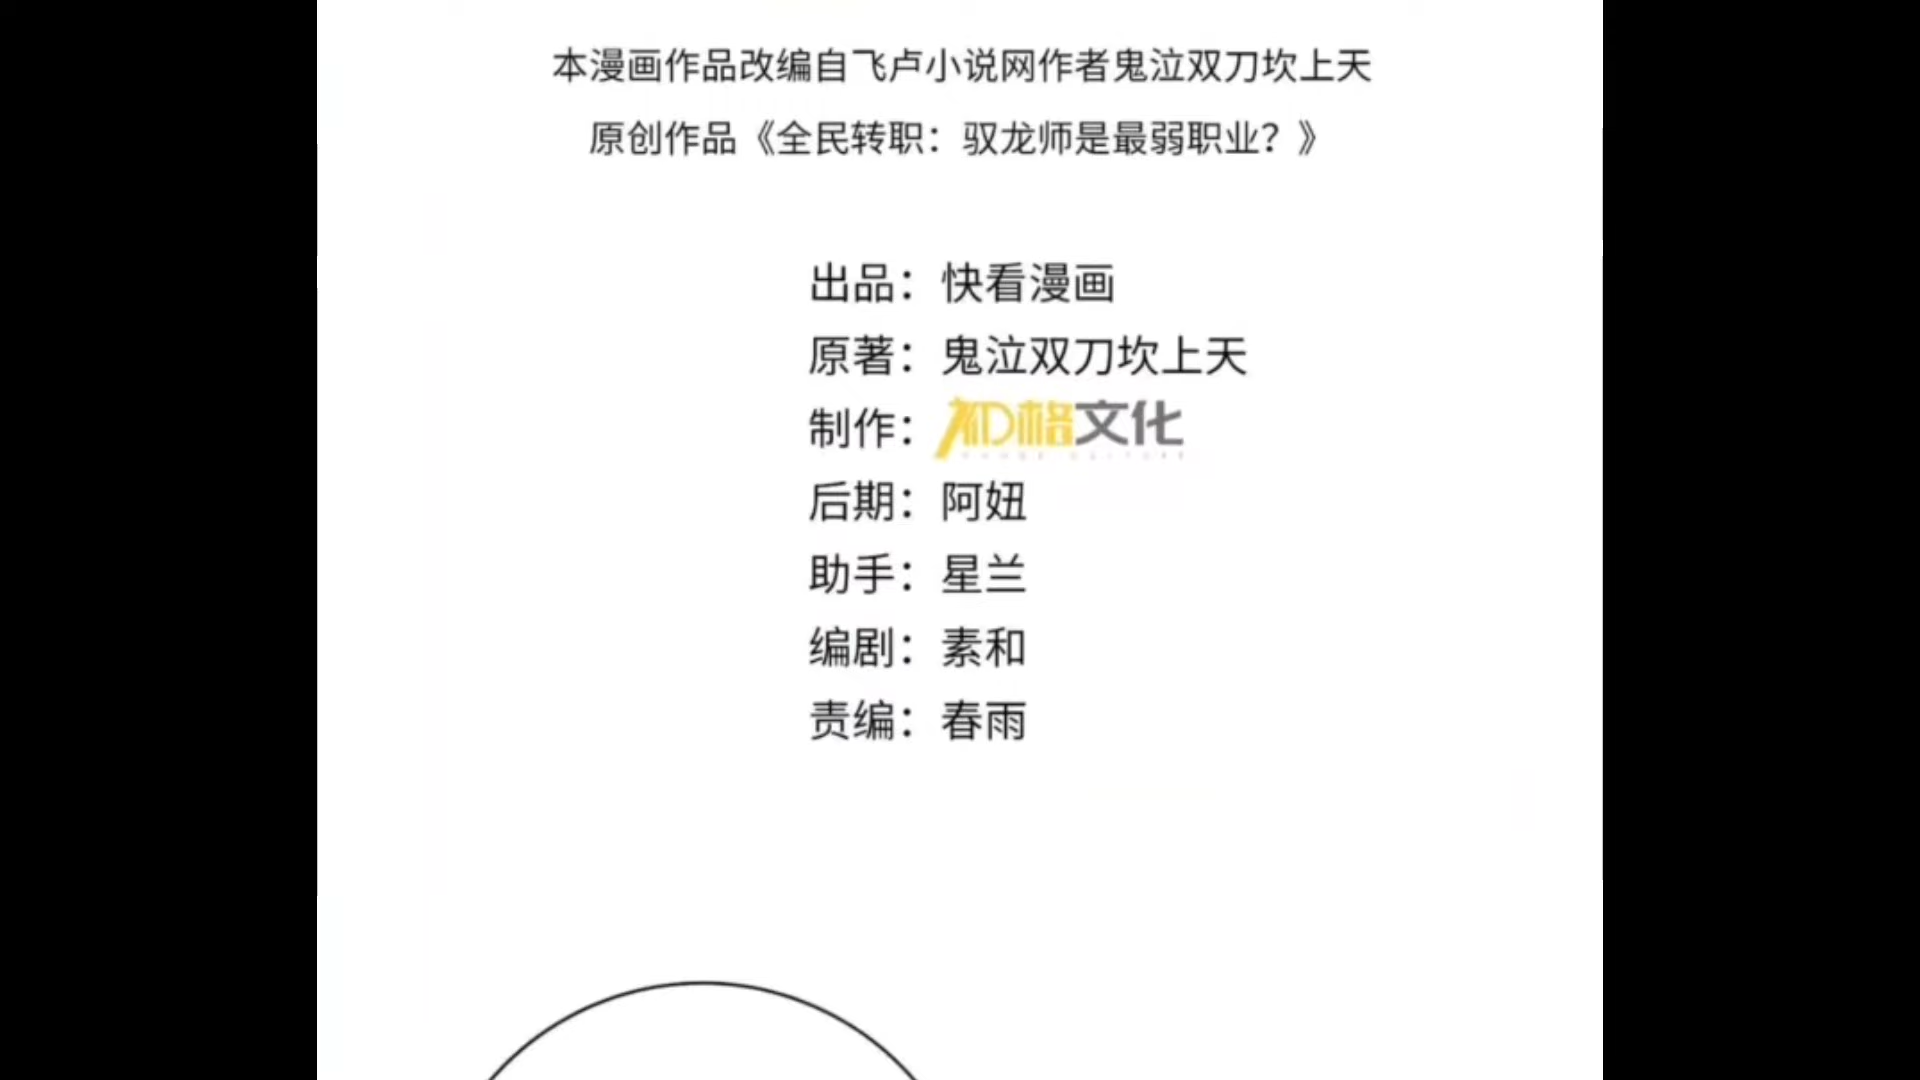 本漫画作品改编自飞卢小说网作者鬼泣双刀坎上天
原创作品《全民转职：驭龙师是最弱职业？》
出品：快看漫画
原著：鬼泣双刀坎上天
制作：
格文化
后期：阿妞
助手：星兰
编剧：素和
责编：春雨